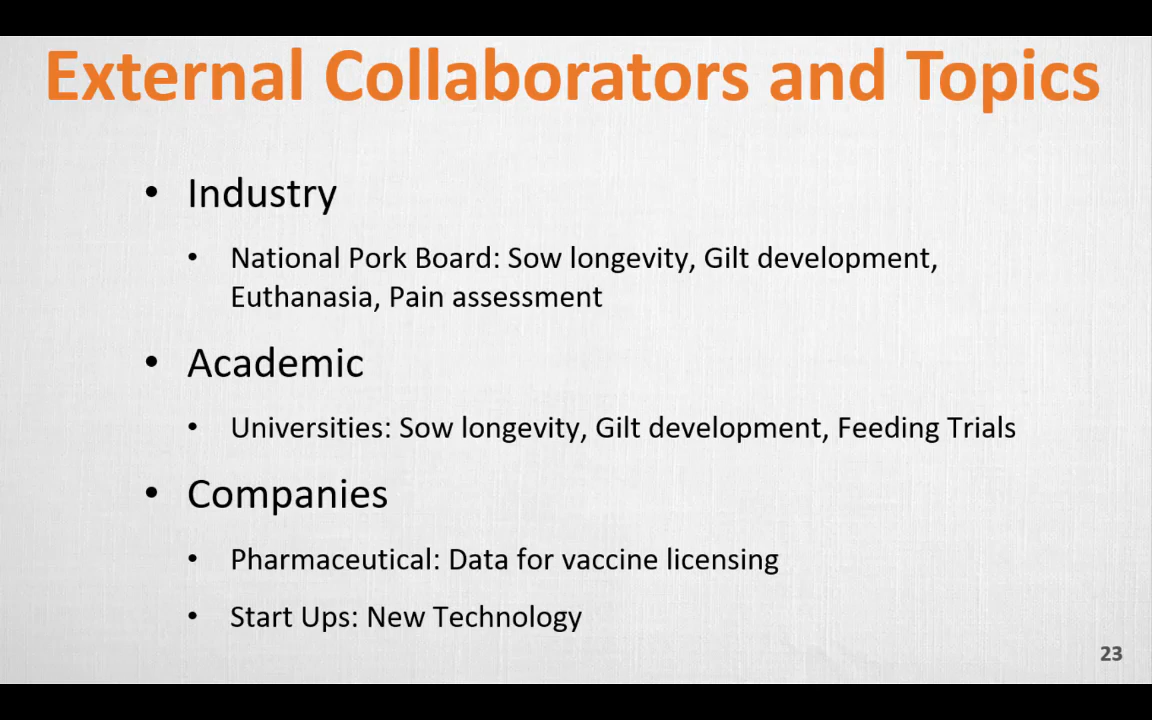 External Collaborators and Topics
• Industry
• National Pork Board: Sow longevity, Gilt development,
Euthanasia, Pain assessment
• Academic
• Universities: Sow longevity, Gilt development, Feeding Trials
• Companies
• Pharmaceutical: Data for vaccine licensing
• Start Ups: New Technology
23